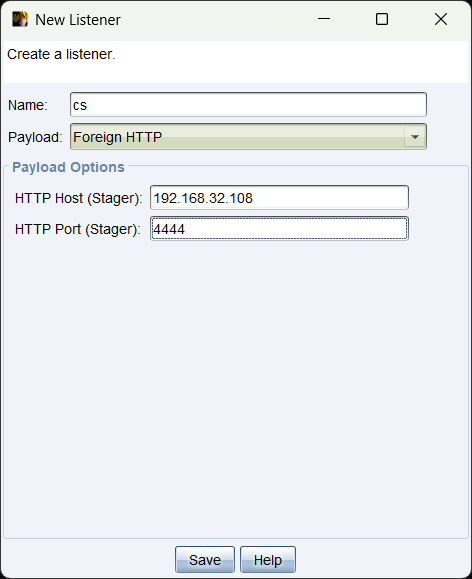 New Listener
Create a listener.
Name: cs
Payload: Foreign HTTP
Payload Options
HTTP Host (Stager): 192.168.32.108
HTTP Port (Stager): 4444
Save Help